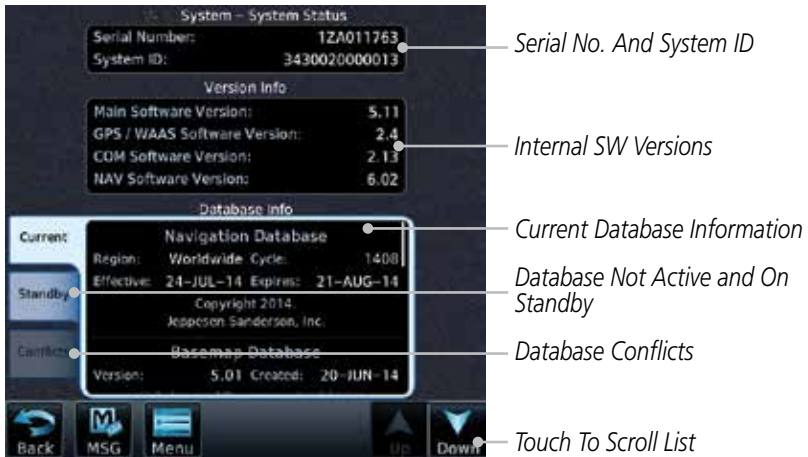 System – System Status
Serial Number: 1ZA011763
System ID: 3430020000013
Serial No. And System ID
Version Info
Main Software Version: 5.11
GPS / WAAS Software Version: 2.4
COM Software Version: 2.13
NAV Software Version: 6.02
Internal SW Versions
Database Info
Current
Navigation Database
Region: Worldwide Cycle: 1408
Effective: 24-JUL-14 Expires: 21-AUG-14
Copyright 2014.
Jeppesen Sanderson, Inc.
Current Database Information
Standby
Database Not Active and On
Standby
Conflicts
Basemap Database
Version: 5.01 Created: 20-JUN-14
Database Conflicts
Back
MSG
Menu
Up
Down
Touch To Scroll List